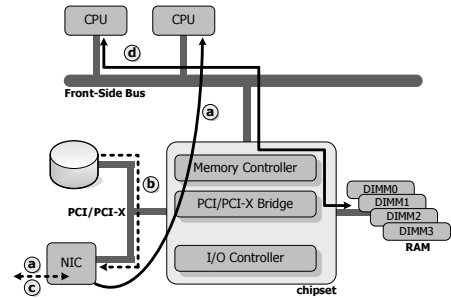 CPU
CPU
d
Front-Side Bus
a
Memory Controller
b
DIMM0
PCI/PCI-X Bridge
DIMM1
PCI/PCI-X
DIMM2
DIMM3
RAM
NIC
a
I/O Controller
c
chipset